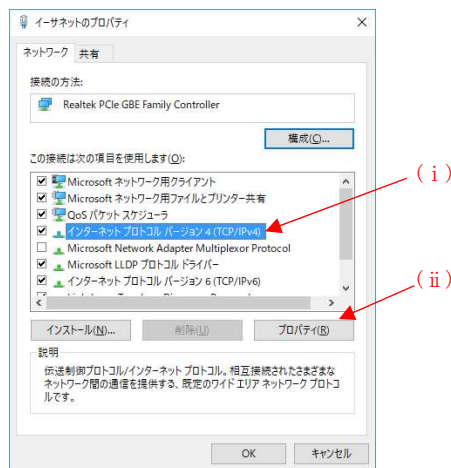 イーサネットのプロパティ
ネットワーク 共有
接続の方法:
Realtek PCIe GBE Family Controller
構成(C)...
この接続は次の項目を使用します(O):
Microsoft ネットワーク用クライアント
(ⅰ)
Microsoft ネットワーク用ファイルとプリンター共有
QoS パケット スケジューラ
インターネット プロトコル バージョン 4 (TCP/IPv4)
Microsoft Network Adapter Multiplexor Protocol
Microsoft LLDP プロトコル ドライバー
インターネット プロトコル バージョン 6 (TCP/IPv6)
(ⅱ)
インストール(N)... 削除(U) プロパティ(R)
説明
伝送制御プロトコル/インターネット プロトコル。相互接続されたさまざまな
ネットワーク間の通信を提供する、既定のワイド エリア ネットワーク プロトコ
ルです。
OK キャンセル